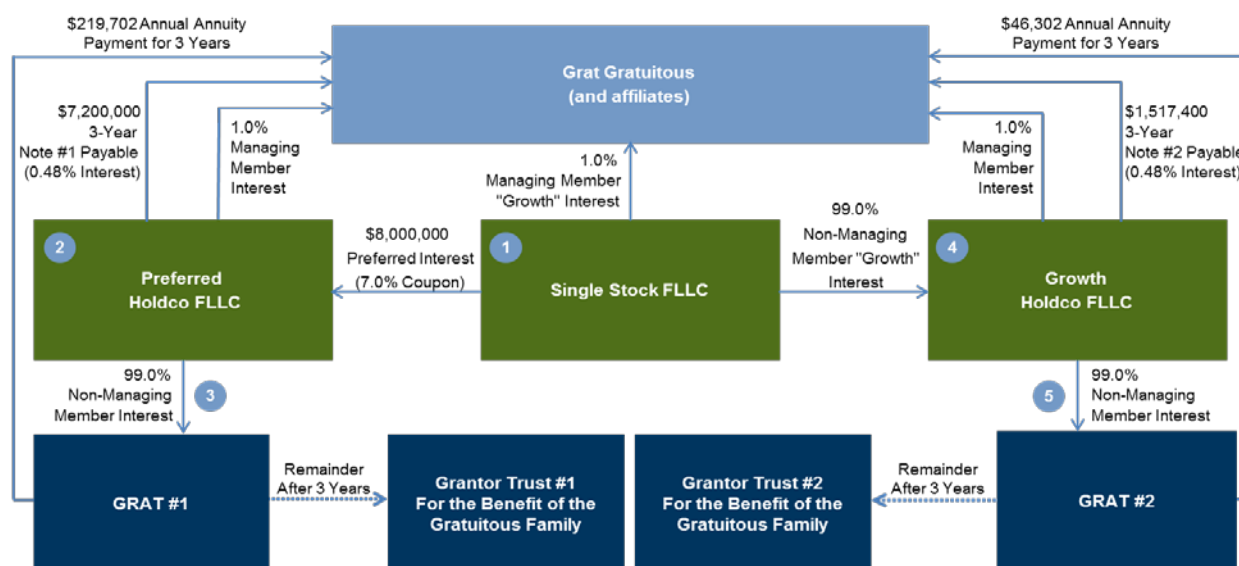 $219,702 Annual Annuity
Payment for 3 Years
$46,302 Annual Annuity
Payment for 3 Years
Grat Gratuitous
(and affiliates)
$7,200,000
3-Year
Note #1 Payable
(0.48% Interest)
1.0%
Managing
Member
Interest
1.0%
Managing Member
"Growth" Interest
1.0%
Managing
Member
Interest
$1,517,400
3-Year
Note #2 Payable
(0.48% Interest)
2
Preferred
Holdco FLLC
$8,000,000
Preferred Interest
(7.0% Coupon)
1
Single Stock FLLC
99.0%
Non-Managing
Member "Growth"
Interest
4
Growth
Holdco FLLC
99.0%
Non-Managing
Member Interest
3
5
99.0%
Non-Managing
Member Interest
GRAT #1
Remainder
After 3 Years
Grantor Trust #1
For the Benefit of the
Gratuitous Family
Grantor Trust #2
For the Benefit of the
Gratuitous Family
Remainder
After 3 Years
GRAT #2